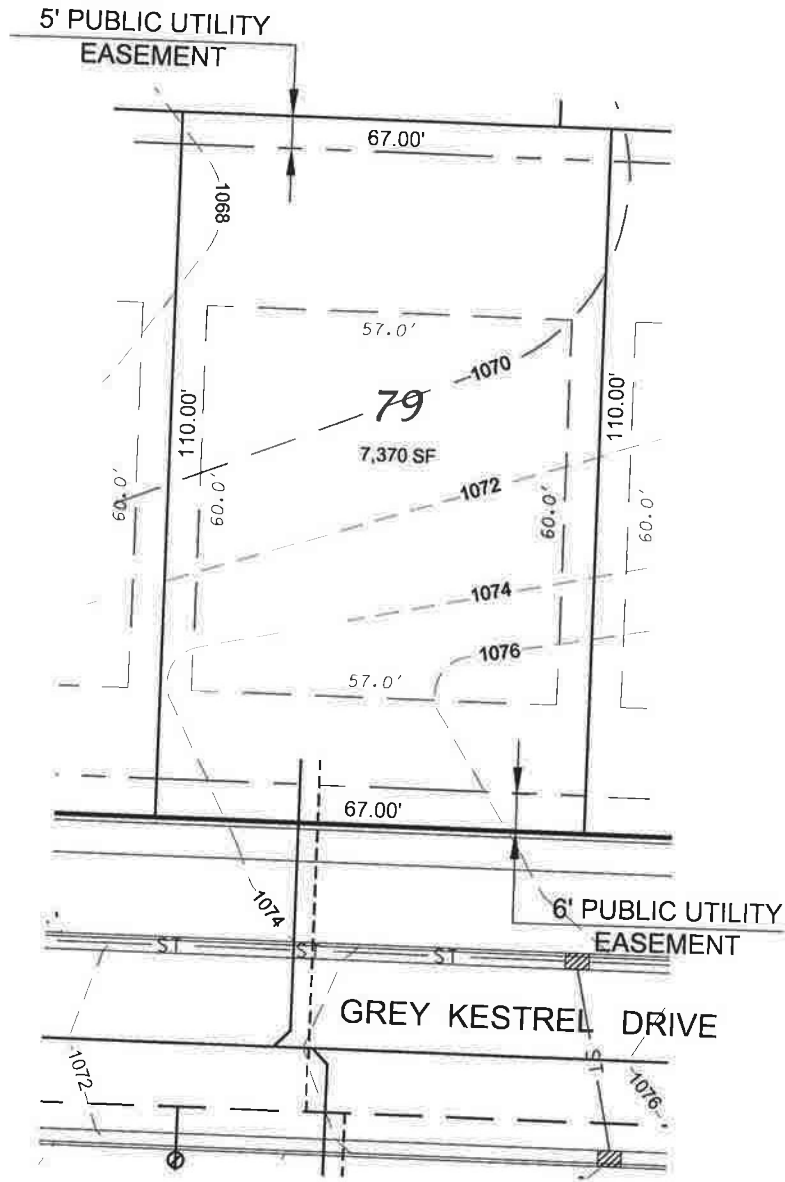 5' PUBLIC UTILITY
EASEMENT
67.00'
1068
57.0'
1070
79
7,370 SF
110.00'
110.00'
60.0'
60.0'
1072
60.0'
60.0'
1074
1076
57.0'
67.00'
1074
6' PUBLIC UTILITY
EASEMENT
ST
ST
ST
GREY KESTREL DRIVE
ST
1072
1076